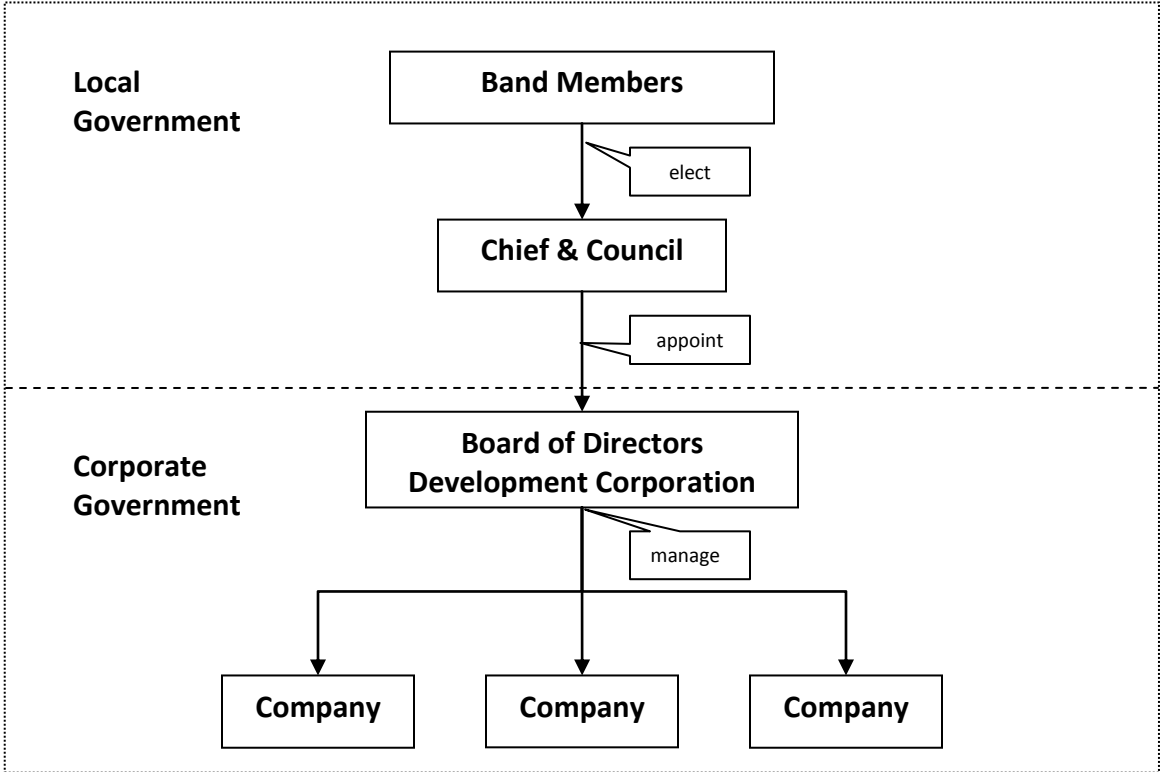 Local
Government
Band Members
elect
Chief & Council
appoint
Corporate
Government
Board of Directors
Development Corporation
manage
Company
Company
Company